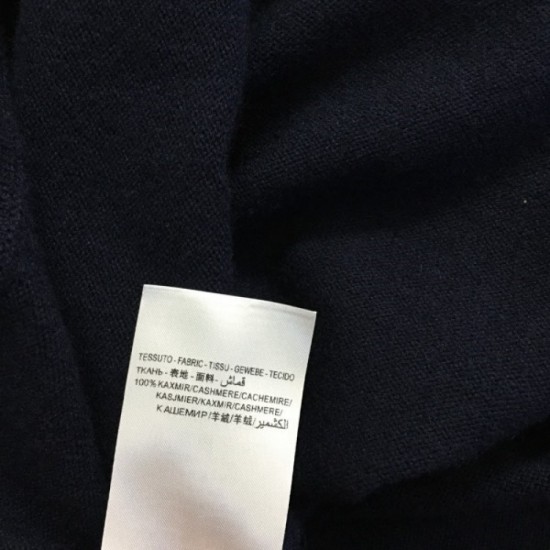 TESSUTO - FABRIC - TISSU - GEWEBE - TECIDO
ТКАНЬ - 表地 - 面料 - قماش
100% KAXMIR/CASHMERE/CACHEMIRE/
KASJMIER/KAXMIR/CASHMERE/
КАШЕМИР/羊絨/羊绒/الكشمير